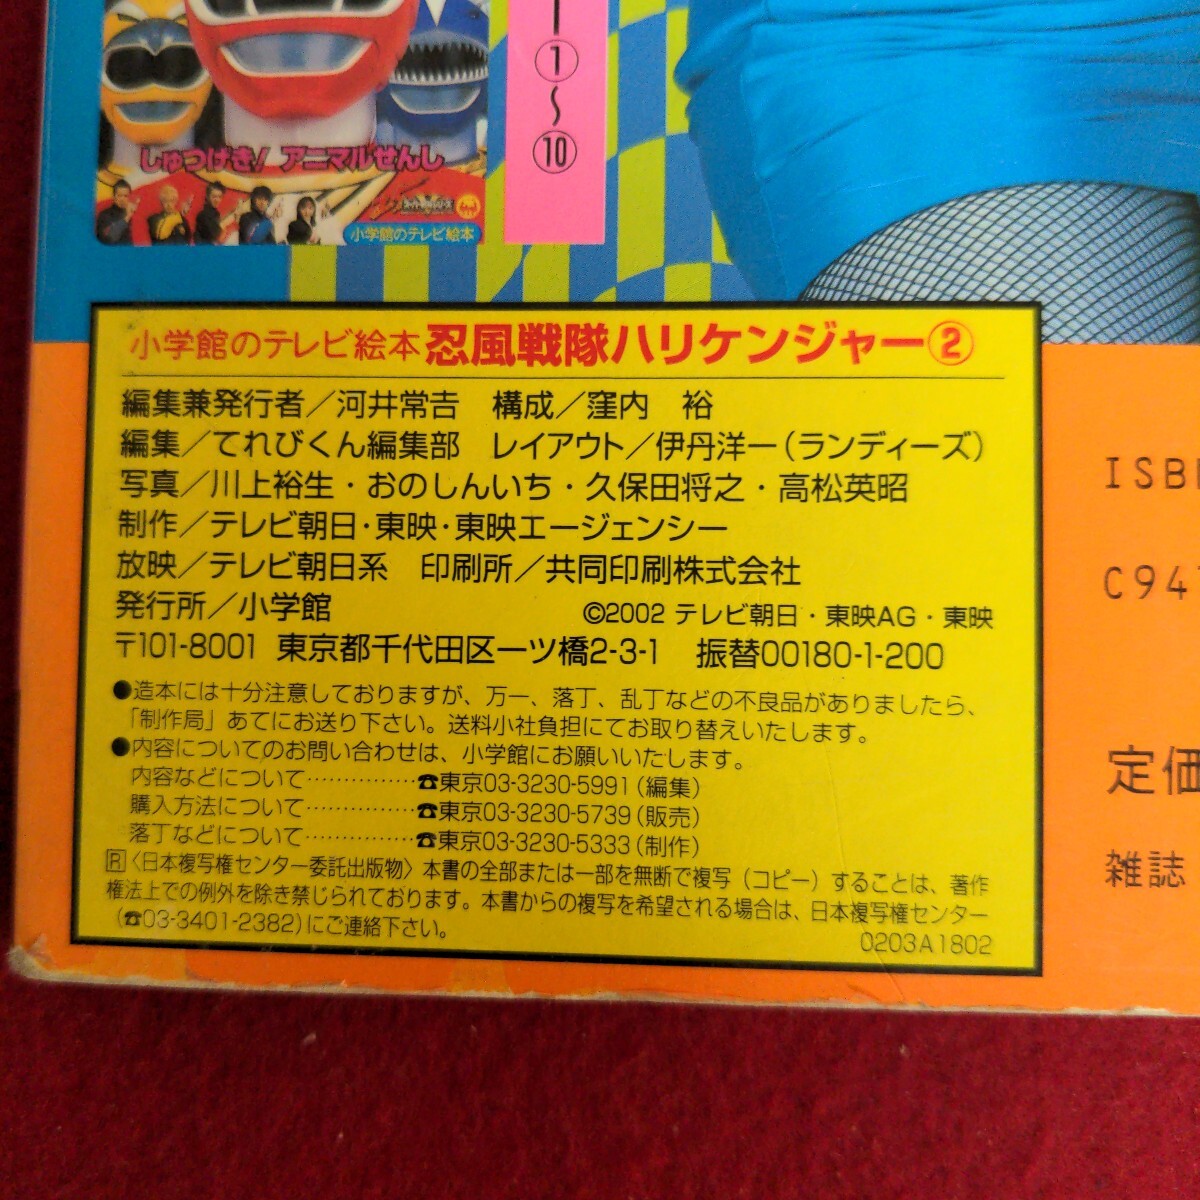 ー①〜⑩
しゅつげき! アニマルせんし
小学館のテレビ絵本
小学館のテレビ絵本 忍風戦隊ハリケンジャー②
編集兼発行者／河井常吉　構成／窪内　裕
編集／てれびくん編集部　レイアウト／伊丹洋一（ランディーズ）
写真／川上裕生・おのしんいち・久保田将之・高松英昭
制作／テレビ朝日・東映・東映エージェンシー
放映／テレビ朝日系　印刷所／共同印刷株式会社
発行所／小学館　©2002 テレビ朝日・東映AG・東映
〒101-8001　東京都千代田区一ツ橋2-3-1　振替00180-1-200
●造本には十分注意しておりますが、万一、落丁、乱丁などの不良品がありましたら、
「制作局」あてにお送り下さい。送料小社負担にてお取り替えいたします。
●内容についてのお問い合わせは、小学館にお願いいたします。
内容などについて……………☎東京03-3230-5991（編集）
購入方法について……………☎東京03-3230-5739（販売）
落丁などについて……………☎東京03-3230-5333（制作）
R〈日本複写権センター委託出版物〉本書の全部または一部を無断で複写（コピー）することは、著作
権法上での例外を除き禁じられております。本書からの複写を希望される場合は、日本複写権センター
（☎03-3401-2382）にご連絡下さい。
0203A1802
ISB
C94
定価
雑誌